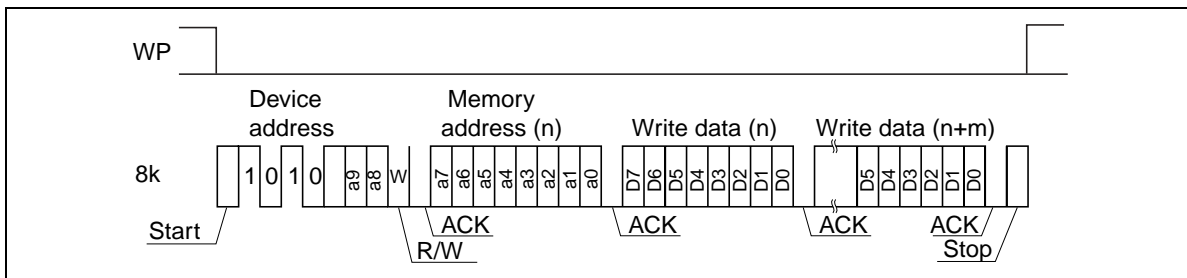 WP
Device address
Memory address (n)
Write data (n)
Write data (n+m)
8k
1 0 1 0 a9 a8 W a7 a6 a5 a4 a3 a2 a1 a0 D7 D6 D5 D4 D3 D2 D1 D0 D5 D4 D3 D2 D1 D0
Start
R/W
ACK
ACK
ACK
ACK
Stop